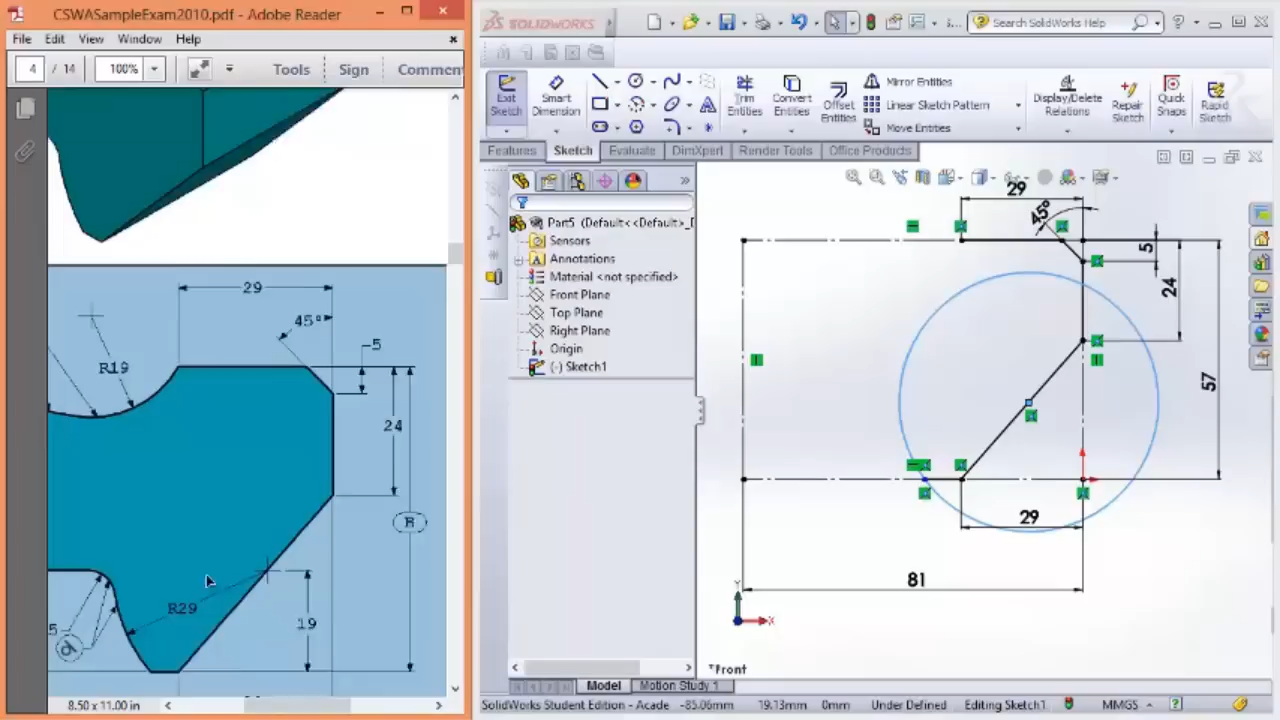 CSWASampleExam2010.pdf - Adobe Reader
File Edit View Window Help
4 / 14 100% Tools Sign Commen
29
45°
5
R19
24
B
R29
19
5
8.50 x 11.00 in
SOLIDWORKS
i...
Search SolidWorks Help
Exit Sketch
Smart Dimension
Trim Entities
Convert Entities
Offset Entities
Mirror Entities
Linear Sketch Pattern
Move Entities
Display/Delete Relations
Repair Sketch
Quick Snaps
Rapid Sketch
Features Sketch Evaluate DimXpert Render Tools Office Products
Part5 (Default<<Default>_D
Sensors
Annotations
Material <not specified>
Front Plane
Top Plane
Right Plane
Origin
(-) Sketch1
29
45°
5
24
57
29
81
Y
X
*Front
Model Motion Study 1
SolidWorks Student Edition - Acade -85.06mm 19.13mm 0mm Under Defined Editing Sketch1 MMGS